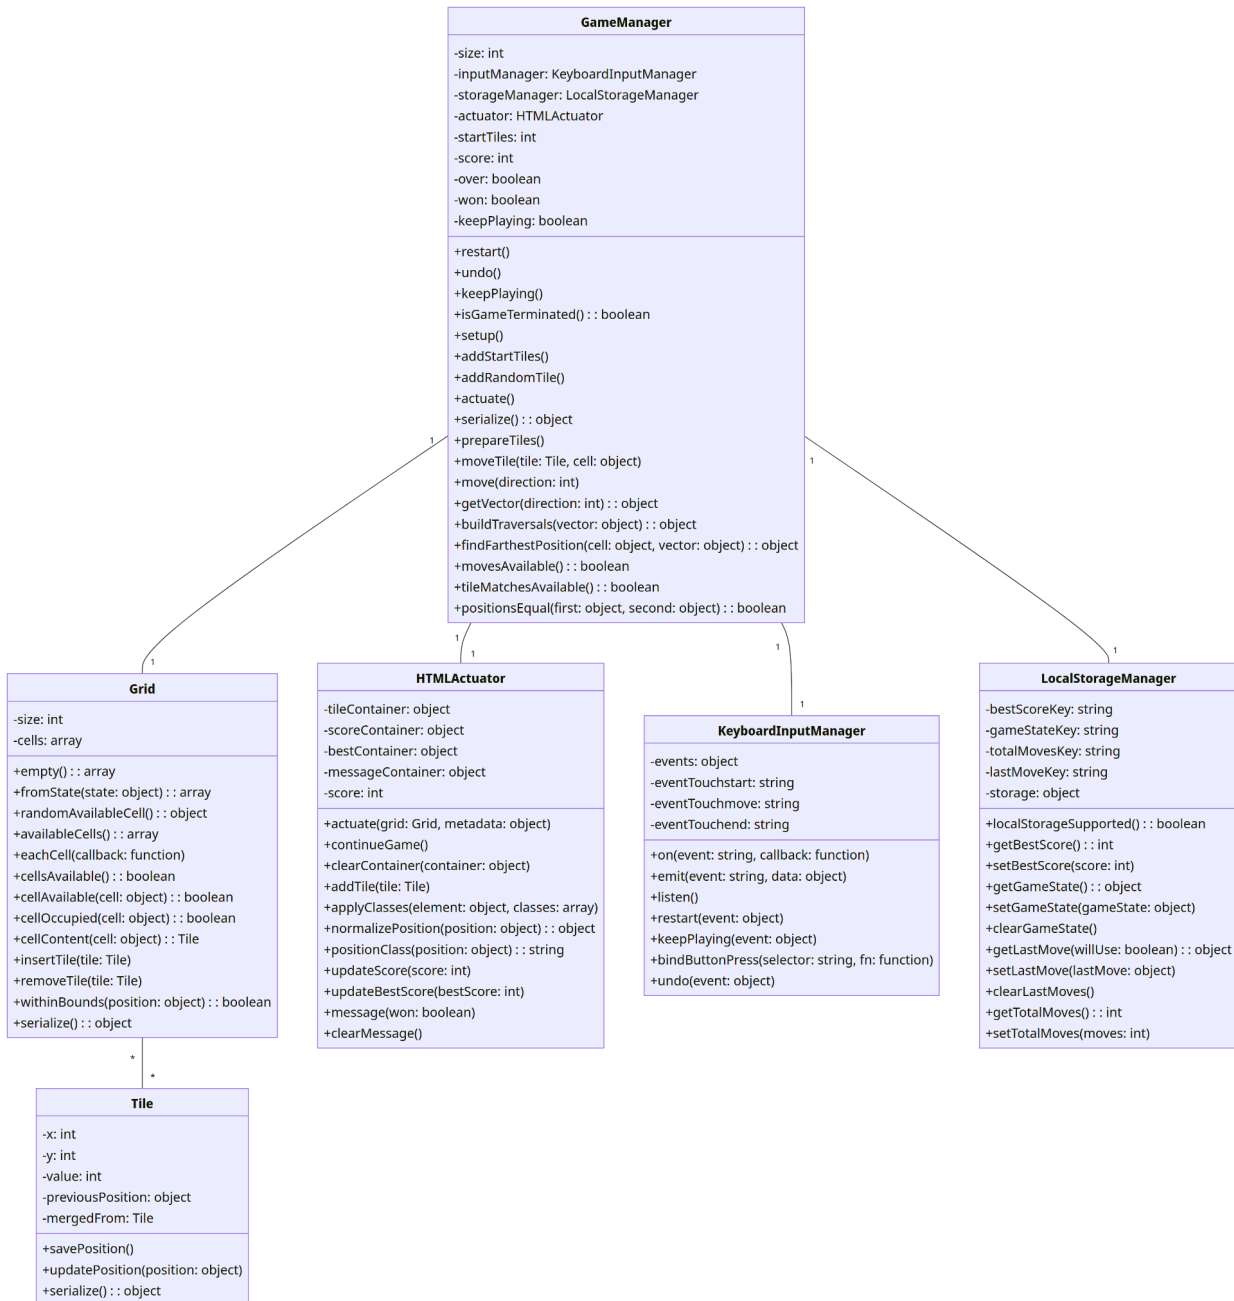 GameManager
-size: int
-inputManager: KeyboardInputManager
-storageManager: LocalStorageManager
-actuator: HTMLActuator
-startTiles: int
-score: int
-over: boolean
-won: boolean
-keepPlaying: boolean
+restart()
+undo()
+keepPlaying()
+isGameTerminated() : : boolean
+setup()
+addStartTiles()
+addRandomTile()
+actuate()
+serialize() : : object
+prepareTiles()
+moveTile(tile: Tile, cell: object)
+move(direction: int)
+getVector(direction: int) : : object
+buildTraversals(vector: object) : : object
+findFarthestPosition(cell: object, vector: object) : : object
+movesAvailable() : : boolean
+tileMatchesAvailable() : : boolean
+positionsEqual(first: object, second: object) : : boolean
1
1
1
1
1
1
1
1
Grid
-size: int
-cells: array
+empty() : : array
+fromState(state: object) : : array
+randomAvailableCell() : : object
+availableCells() : : array
+eachCell(callback: function)
+cellsAvailable() : : boolean
+cellAvailable(cell: object) : : boolean
+cellOccupied(cell: object) : : boolean
+cellContent(cell: object) : : Tile
+insertTile(tile: Tile)
+removeTile(tile: Tile)
+withinBounds(position: object) : : boolean
+serialize() : : object
HTMLActuator
-tileContainer: object
-scoreContainer: object
-bestContainer: object
-messageContainer: object
-score: int
+actuate(grid: Grid, metadata: object)
+continueGame()
+clearContainer(container: object)
+addTile(tile: Tile)
+applyClasses(element: object, classes: array)
+normalizePosition(position: object) : : object
+positionClass(position: object) : : string
+updateScore(score: int)
+updateBestScore(bestScore: int)
+message(won: boolean)
+clearMessage()
KeyboardInputManager
-events: object
-eventTouchstart: string
-eventTouchmove: string
-eventTouchend: string
+on(event: string, callback: function)
+emit(event: string, data: object)
+listen()
+restart(event: object)
+keepPlaying(event: object)
+bindButtonPress(selector: string, fn: function)
+undo(event: object)
LocalStorageManager
-bestScoreKey: string
-gameStateKey: string
-totalMovesKey: string
-lastMoveKey: string
-storage: object
+localStorageSupported() : : boolean
+getBestScore() : : int
+setBestScore(score: int)
+getGameState() : : object
+setGameState(gameState: object)
+clearGameState()
+getLastMove(willUse: boolean) : : object
+setLastMove(lastMove: object)
+clearLastMoves()
+getTotalMoves() : : int
+setTotalMoves(moves: int)
*
*
Tile
-x: int
-y: int
-value: int
-previousPosition: object
-mergedFrom: Tile
+savePosition()
+updatePosition(position: object)
+serialize() : : object